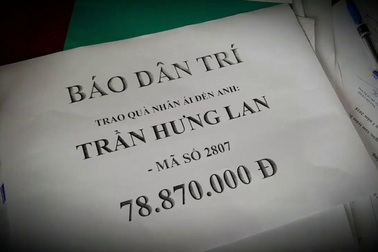 BÁO DÂN TRÍ
TRAO QUÀ NHÂN ÁI ĐẾN ANH:
TRẦN HƯNG LAN
- MÃ SỐ 2807
78.870.000 Đ